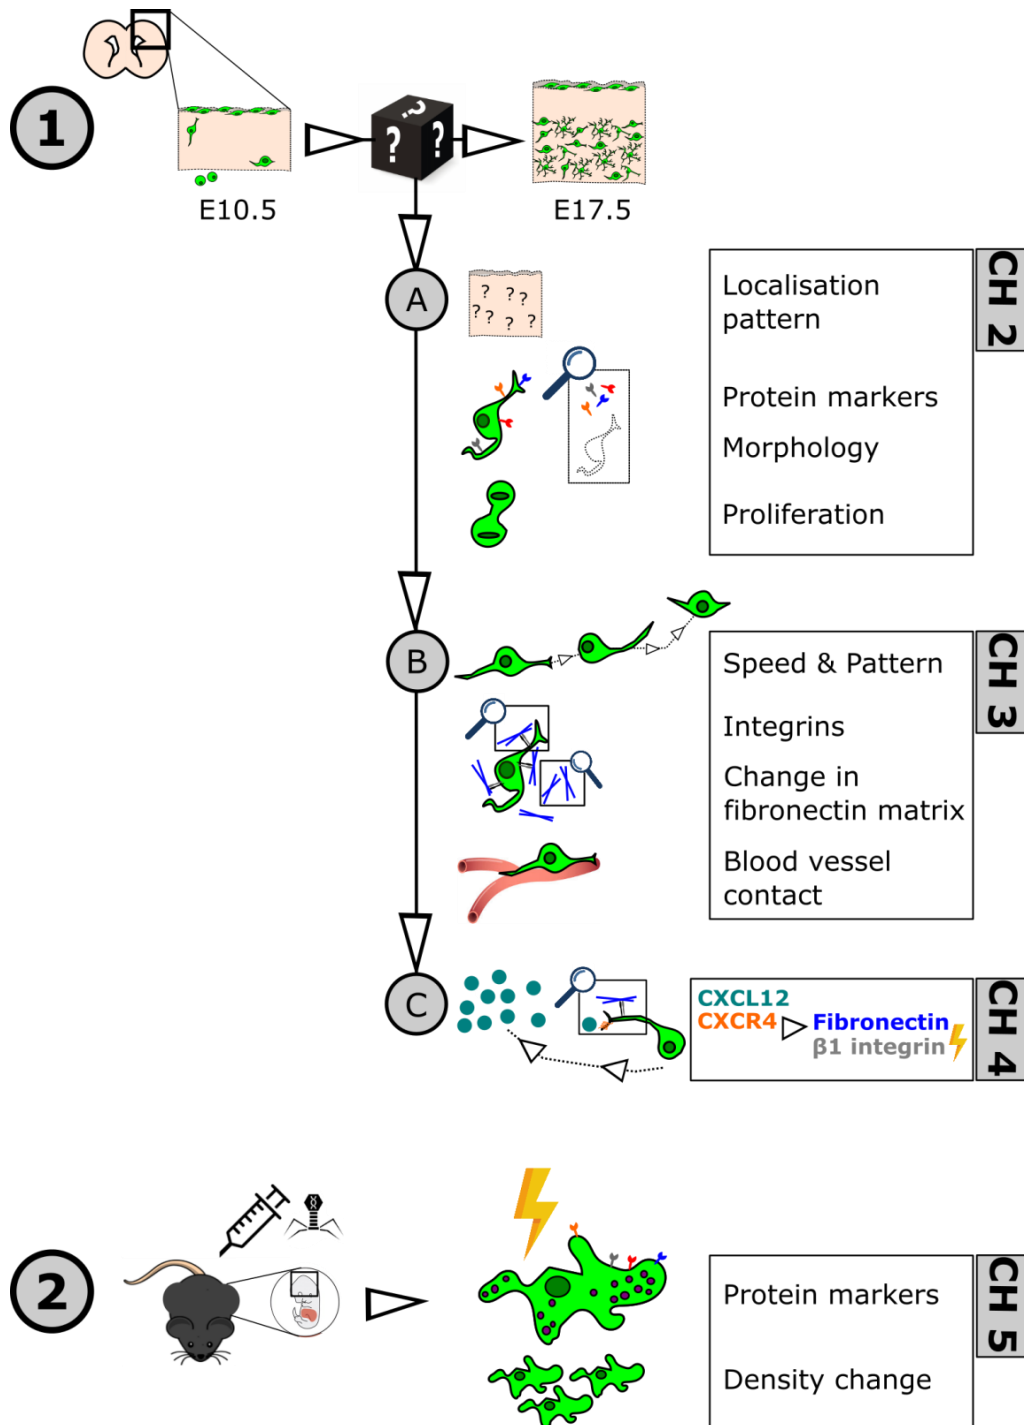 1
? ? ?
E10.5
E17.5
A
? ? ? ? ? ? ?
Localisation
pattern
Protein markers
Morphology
Proliferation
CH 2
B
Speed & Pattern
Integrins
Change in
fibronectin matrix
Blood vessel
contact
CH 3
C
CXCL12
CXCR4
Fibronectin
β1 integrin
CH 4
2
Protein markers
Density change
CH 5